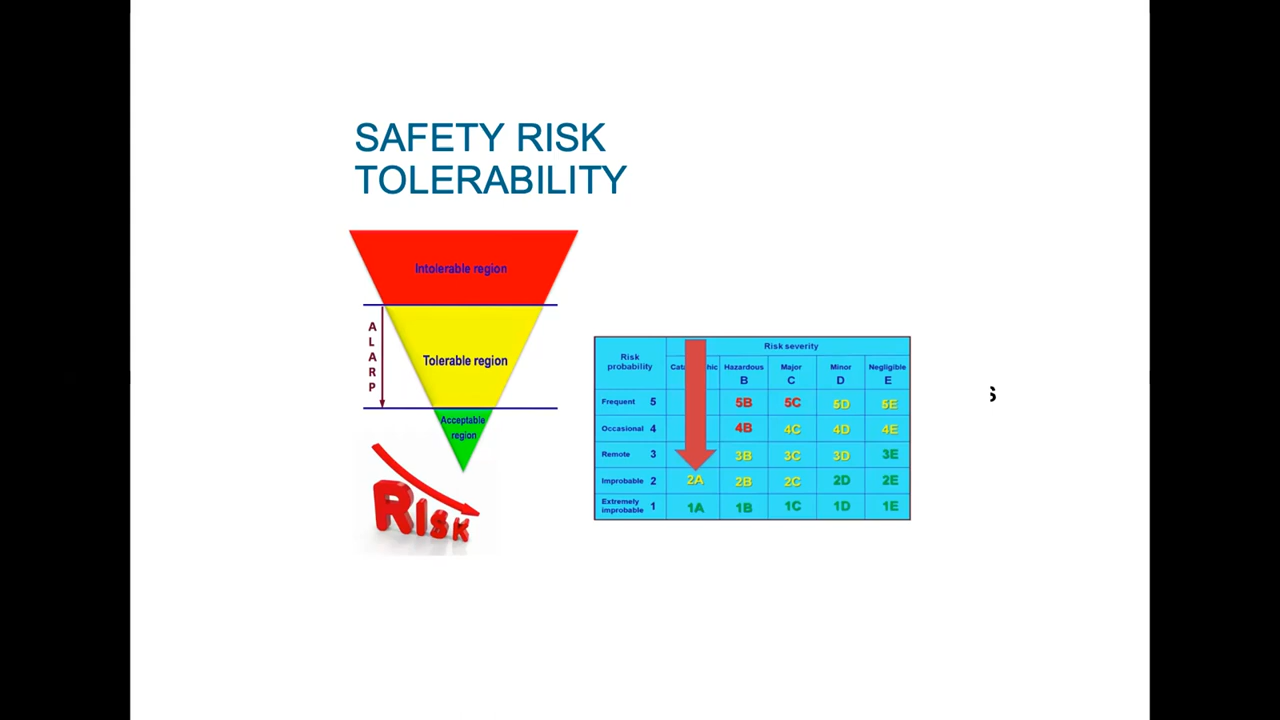 SAFETY RISK
TOLERABILITY
Intolerable region
A
L
A
R
P
Tolerable region
Acceptable
region
RISK
Risk severity
Risk
probability
Hazardous
B
Major
C
Minor
D
Negligible
E
Frequent 5 5B 5C 5D 5E
Occasional 4 4B 4C 4D 4E
Remote 3 3B 3C 3D 3E
Improbable 2 2A 2B 2C 2D 2E
Extremely
improbable 1 1A 1B 1C 1D 1E
s